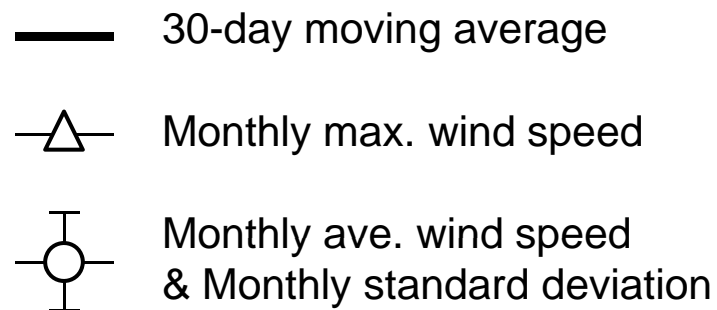 30-day moving average
Monthly max. wind speed
Monthly ave. wind speed
& Monthly standard deviation